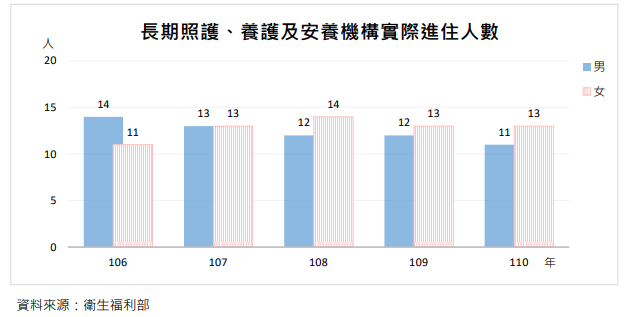 長期照護、養護及安養機構實際進住人數
人
20
15
10
5
0
14 11 13 13 12 14 12 13 11 13
男
女
106 107 108 109 110 年
資料來源：衛生福利部